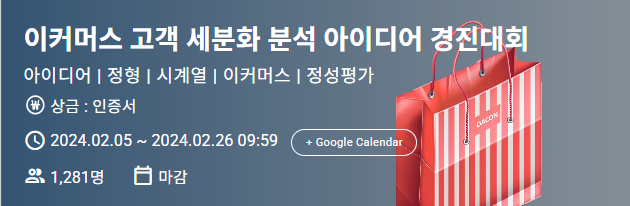 이커머스 고객 세분화 분석 아이디어 경진대회
아이디어 | 정형 | 시계열 | 이커머스 | 정성평가
상금 : 인증서
2024.02.05 ~ 2024.02.26 09:59 + Google Calendar
1,281명 마감
DACON